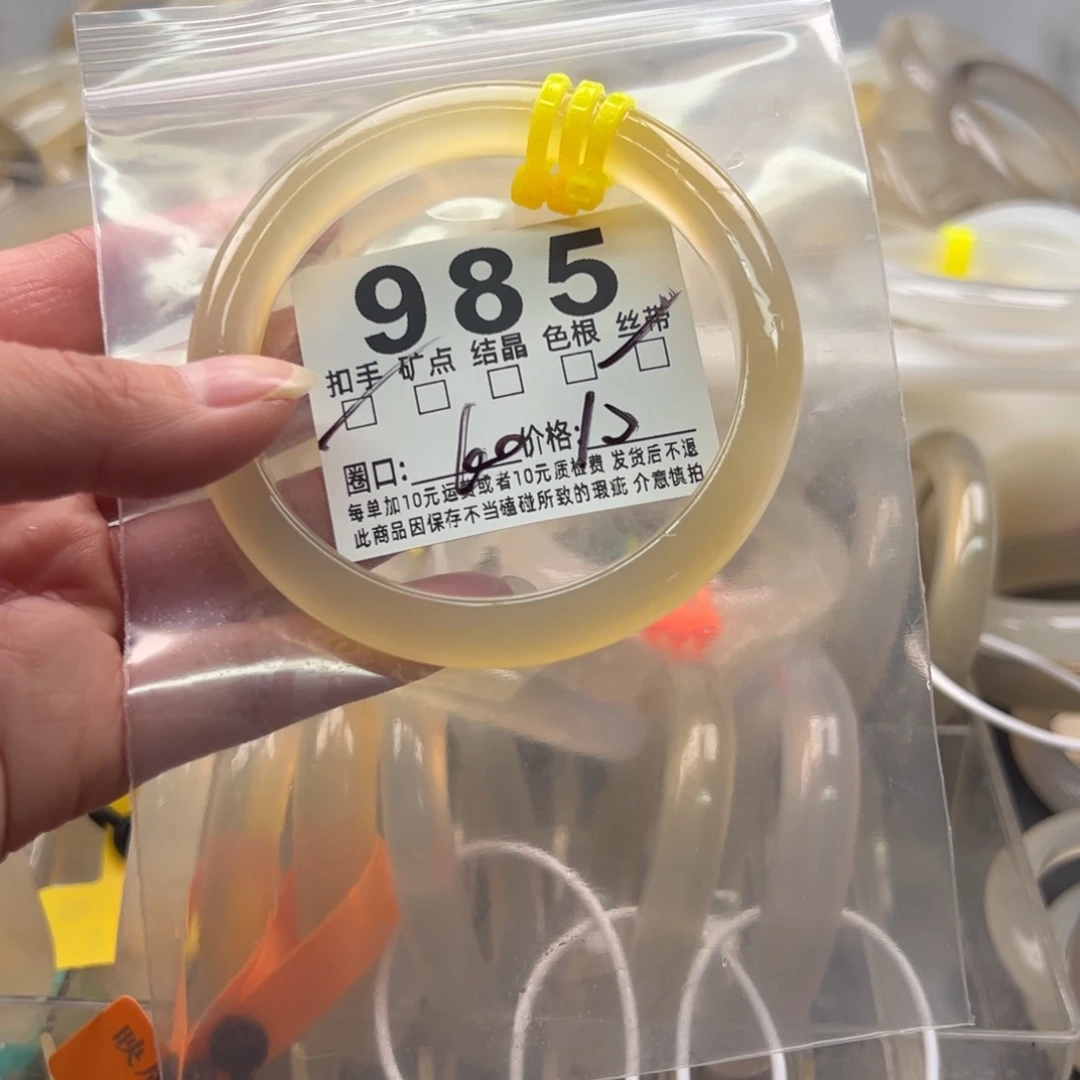 985
扣手 矿点 结晶 色根 丝带
圈口: 60 价格:
每单加10元运费或者10元质检费 发货后不退
此商品因保存不当磕碰所致的瑕疵 介意慎拍
映